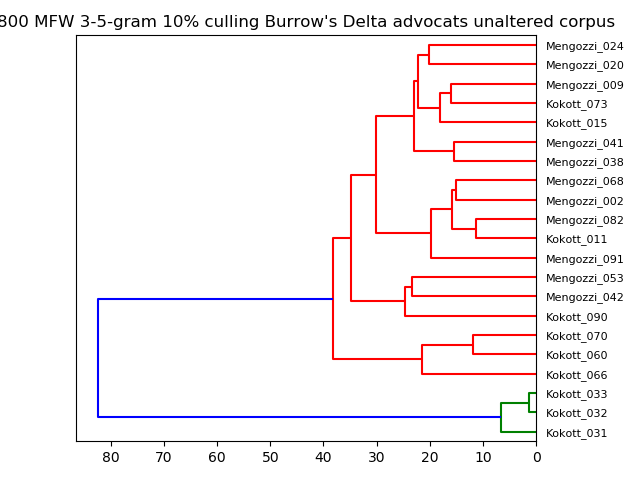 800 MFW 3-5-gram 10% culling Burrow's Delta advocats unaltered corpus
Mengozzi_024
Mengozzi_020
Mengozzi_009
Kokott_073
Kokott_015
Mengozzi_041
Mengozzi_038
Mengozzi_068
Mengozzi_002
Mengozzi_082
Kokott_011
Mengozzi_091
Mengozzi_053
Mengozzi_042
Kokott_090
Kokott_070
Kokott_060
Kokott_066
Kokott_033
Kokott_032
Kokott_031
80 70 60 50 40 30 20 10 0